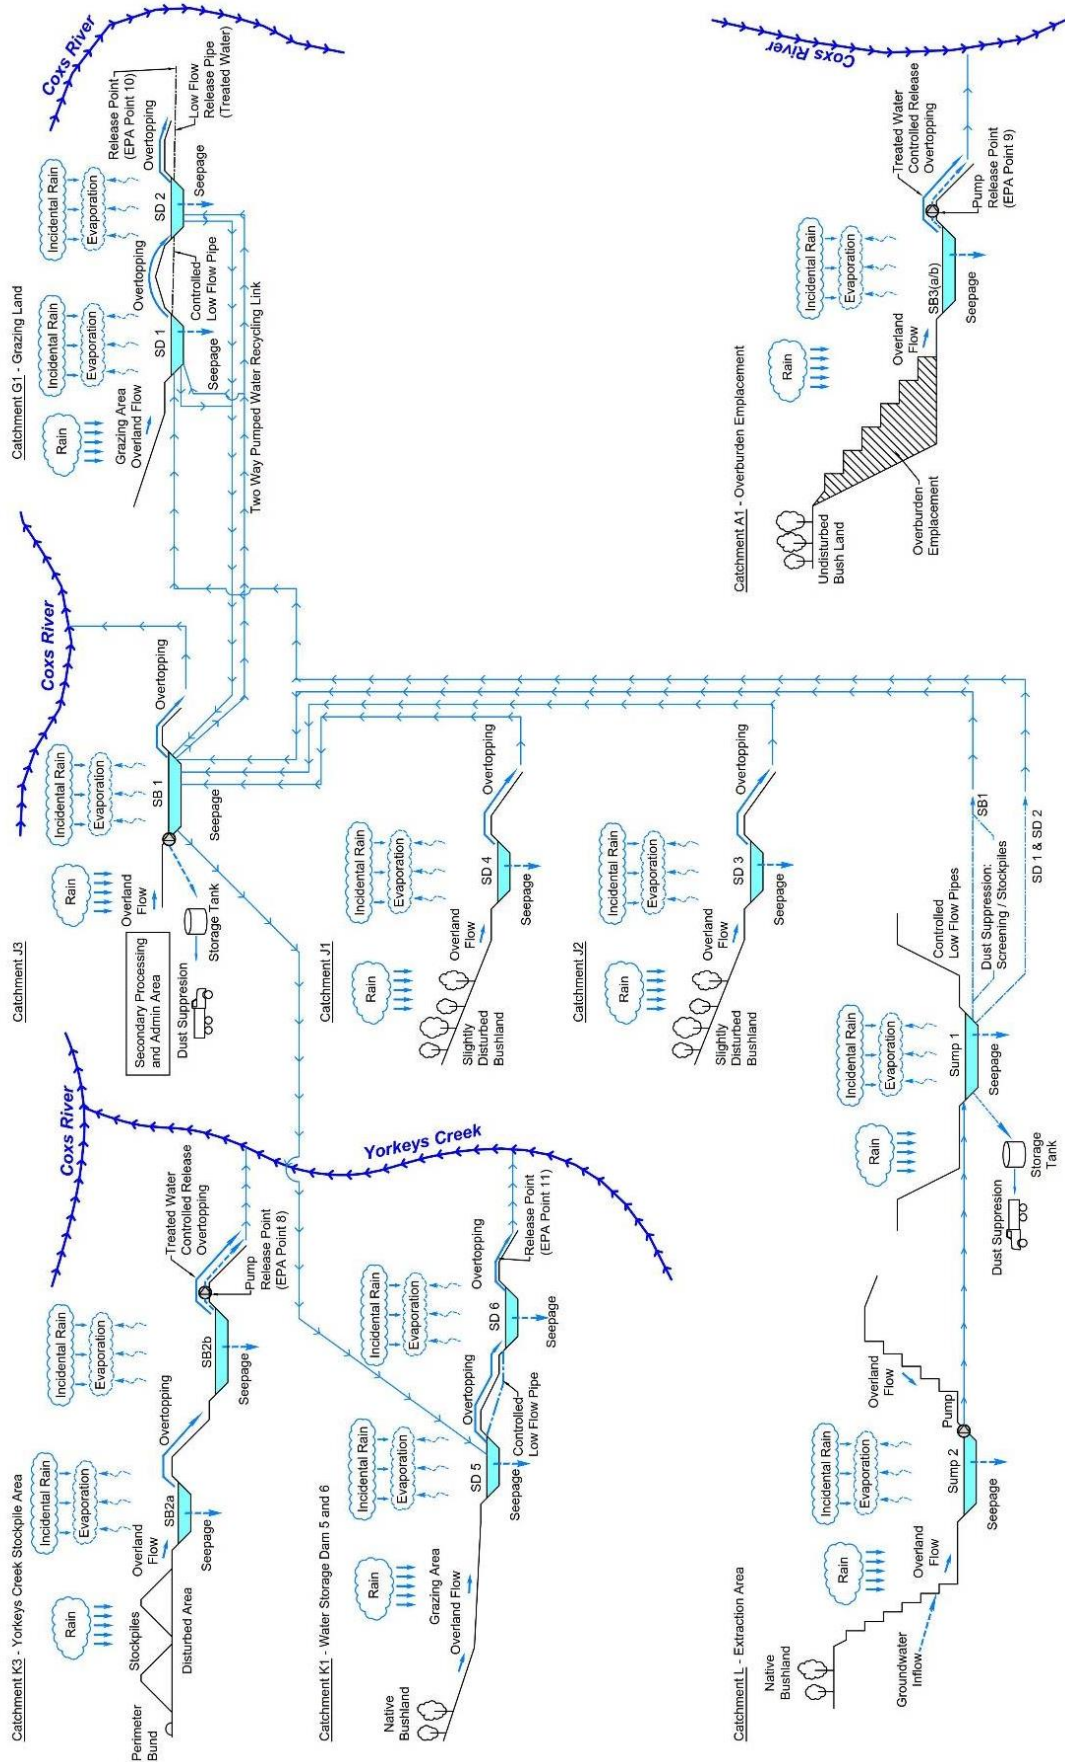 Catchment K3 - Yorkeys Creek Stockpile Area
Perimeter
Bund
Stockpiles
Disturbed Area
Rain
Overland
Flow
Incidental Rain
Evaporation
SB2a
Seepage
Overtopping
Incidental Rain
Evaporation
SB2b
Seepage
Treated Water
Controlled Release
Overtopping
Pump
Release Point
(EPA Point 8)
Coxs River
Yorkeys Creek
Catchment J3
Rain
Overland
Flow
Secondary Processing
and Admin Area
Dust Suppresion
Storage Tank
Incidental Rain
Evaporation
SB 1
Seepage
Overtopping
Coxs River
Catchment G1 - Grazing Land
Rain
Grazing Area
Overland Flow
Incidental Rain
Evaporation
SD 1
Seepage
Overtopping
Controlled
Low Flow Pipe
Incidental Rain
Evaporation
SD 2
Seepage
Overtopping
Release Point
(EPA Point 10)
Low Flow
Release Pipe
(Treated Water)
Two Way Pumped Water Recycling Link
Coxs River
Catchment K1 - Water Storage Dam 5 and 6
Native
Bushland
Rain
Grazing Area
Overland Flow
Incidental Rain
Evaporation
SD 5
Seepage
Overtopping
Controlled
Low Flow Pipe
Incidental Rain
Evaporation
SD 6
Seepage
Overtopping
Release Point
(EPA Point 11)
Catchment J1
Rain
Slightly
Disturbed
Bushland
Overland
Flow
Incidental Rain
Evaporation
SD 4
Seepage
Overtopping
Catchment J2
Rain
Slightly
Disturbed
Bushland
Overland
Flow
Incidental Rain
Evaporation
SD 3
Seepage
Overtopping
Catchment L - Extraction Area
Native
Bushland
Groundwater
Inflow
Rain
Overland
Flow
Incidental Rain
Evaporation
Sump 2
Seepage
Pump
Overland
Flow
Rain
Dust Suppresion
Storage
Tank
Incidental Rain
Evaporation
Sump 1
Seepage
Controlled
Low Flow Pipes
Dust Suppression:
Screening / Stockpiles
SB1
SD 1 & SD 2
Catchment A1 - Overburden Emplacement
Undisturbed
Bush Land
Overburden
Emplacement
Rain
Overland
Flow
Incidental Rain
Evaporation
SB3(a/b)
Seepage
Treated Water
Controlled Release
Overtopping
Pump
Release Point
(EPA Point 9)
Coxs River